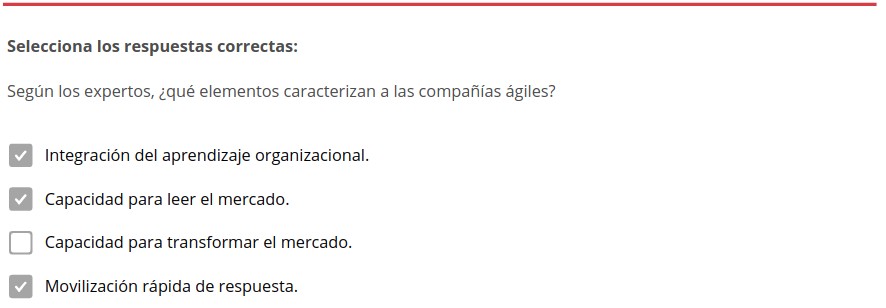 Selecciona los respuestas correctas:
Según los expertos, ¿qué elementos caracterizan a las compañías ágiles?
Integración del aprendizaje organizacional.
Capacidad para leer el mercado.
Capacidad para transformar el mercado.
Movilización rápida de respuesta.